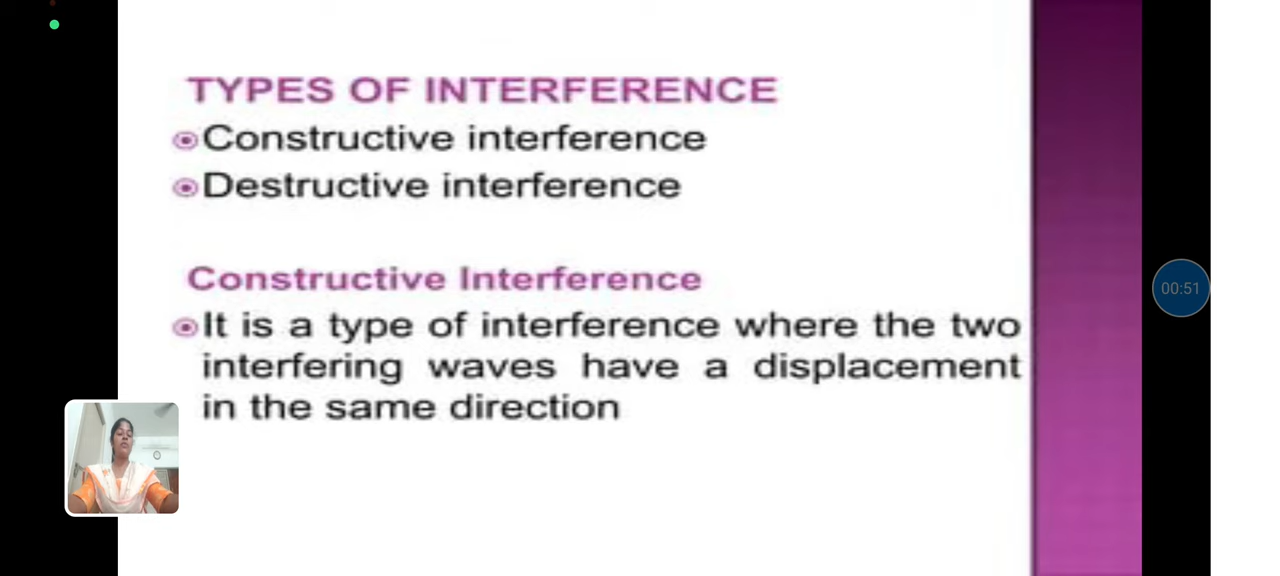 TYPES OF INTERFERENCE
Constructive interference
Destructive interference
Constructive Interference
It is a type of interference where the two
interfering waves have a displacement
in the same direction
00:51